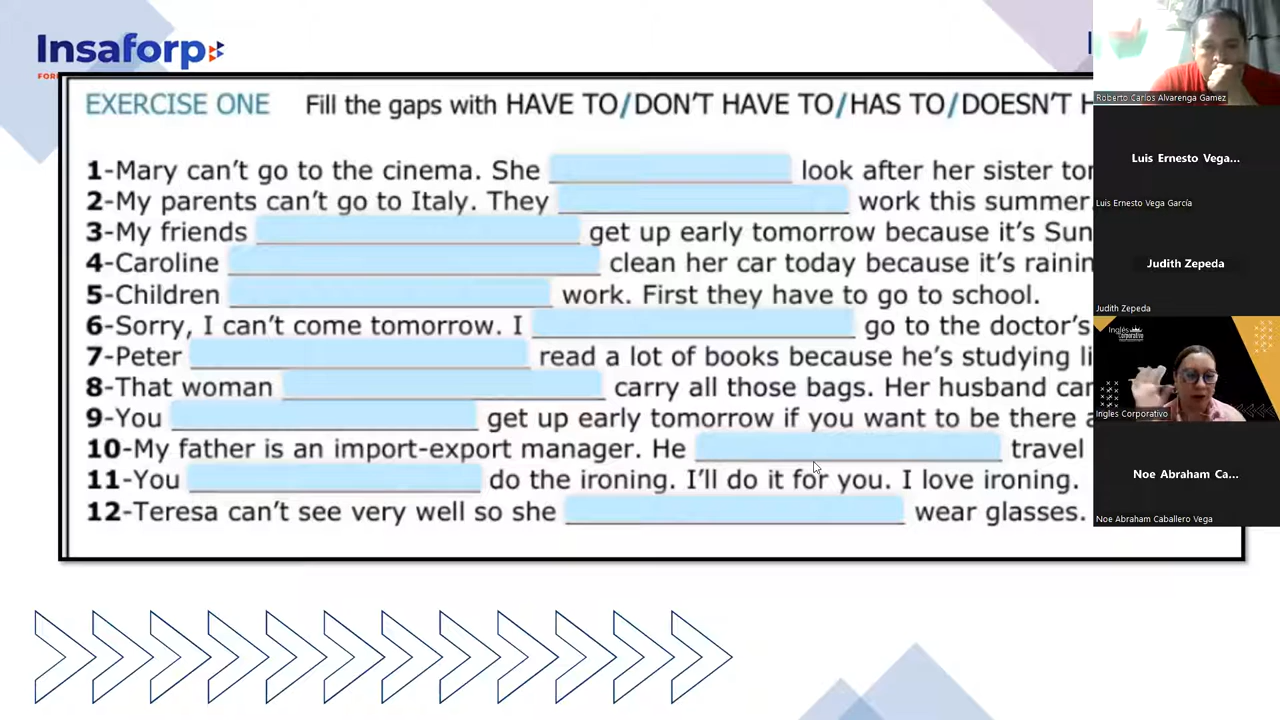 Insaforp
EXERCISE ONE Fill the gaps with HAVE TO/DON'T HAVE TO/HAS TO/DOESN'T
1-Mary can't go to the cinema. She look after her sister
2-My parents can't go to Italy. They work this summer
3-My friends get up early tomorrow because it's
4-Caroline clean her car today because it's
5-Children work. First they have to go to school.
6-Sorry, I can't come tomorrow. I go to the doctor's
7-Peter read a lot of books because he's studying
8-That woman carry all those bags. Her husband
9-You get up early tomorrow if you want to be there
10-My father is an import-export manager. He travel
11-You do the ironing. I'll do it for you. I love ironing.
12-Teresa can't see very well so she wear glasses.
Roberto Carlos Alvarenga Gamez
Luis Ernesto Vega...
Luis Ernesto Vega García
Judith Zepeda
Judith Zepeda
Inglés
Corporativo
Ingles Corporativo
Noe Abraham Ca...
Noe Abraham Caballero Vega